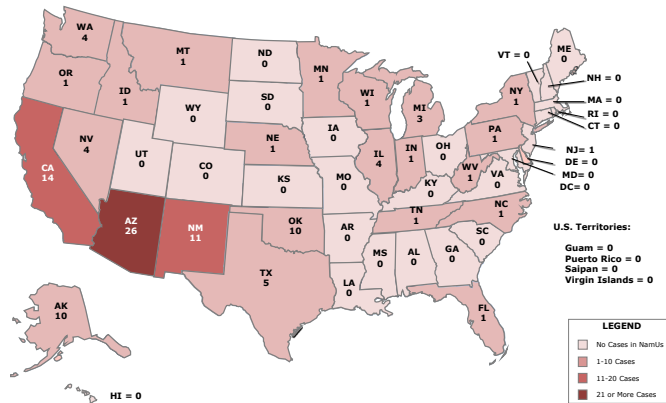 WA
4
OR
1
CA
14
NV
4
ID
1
MT
1
WY
0
UT
0
AZ
26
CO
0
NM
11
ND
0
SD
0
NE
1
KS
0
OK
10
TX
5
MN
1
IA
0
MO
0
AR
0
LA
0
WI
1
IL
4
MI
3
IN
1
OH
0
KY
0
TN
1
MS
0
AL
0
GA
0
FL
1
SC
0
NC
1
VA
0
WV
1
PA
1
NY
1
ME
0
VT = 0
NH = 0
MA = 0
RI = 0
CT = 0
NJ= 1
DE = 0
MD= 0
DC= 0
AK
10
HI = 0
U.S. Territories:
Guam = 0
Puerto Rico = 0
Saipan = 0
Virgin Islands = 0
LEGEND
No Cases in NamUs
1-10 Cases
11-20 Cases
21 or More Cases